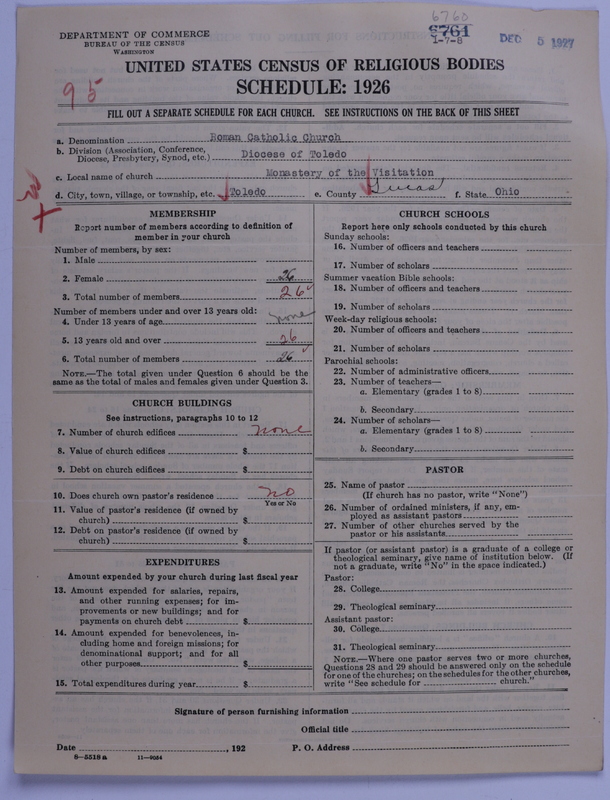 6760
DEPARTMENT OF COMMERCE
BUREAU OF THE CENSUS
WASHINGTON
S761
1-7-8
DEC 5 1927
UNITED STATES CENSUS OF RELIGIOUS BODIES
SCHEDULE: 1926
95
FILL OUT A SEPARATE SCHEDULE FOR EACH CHURCH. SEE INSTRUCTIONS ON THE BACK OF THIS SHEET
a. Denomination Roman Catholic Church
b. Division (Association, Conference, Diocese, Presbytery, Synod, etc.) Diocese of Toledo
c. Local name of church Monastery of the Visitation
d. City, town, village, or township, etc. Toledo e. County Lucas f. State Ohio
MEMBERSHIP
Report number of members according to definition of
member in your church
Number of members, by sex:
1. Male
2. Female 26
3. Total number of members 26
Number of members under and over 13 years old:
4. Under 13 years of age none
5. 13 years old and over 26
6. Total number of members 26
NOTE.—The total given under Question 6 should be
same as the total of males and females given under Question 3.
CHURCH BUILDINGS
See instructions, paragraphs 10 to 12
7. Number of church edifices none
8. Value of church edifices $
9. Debt on church edifices $
10. Does church own pastor's residence no
Yes or No
11. Value of pastor's residence (if owned by
church) $
12. Debt on pastor's residence (if owned by
church) $
EXPENDITURES
Amount expended by your church during last fiscal year
13. Amount expended for salaries, repairs,
and other running expenses; for im-
provements or new buildings; and for
payments on church debt $
14. Amount expended for benevolences, in-
cluding home and foreign missions; for
denominational support; and for all
other purposes $
15. Total expenditures during year $
CHURCH SCHOOLS
Report here only schools conducted by this church
Sunday schools:
16. Number of officers and teachers
17. Number of scholars
Summer vacation Bible schools:
18. Number of officers and teachers
19. Number of scholars
Week-day religious schools:
20. Number of officers and teachers
21. Number of scholars
Parochial schools:
22. Number of administrative officers
23. Number of teachers—
a. Elementary (grades 1 to 8)
b. Secondary
24. Number of scholars—
a. Elementary (grades 1 to 8)
b. Secondary
PASTOR
25. Name of pastor
(If church has no pastor, write "None")
26. Number of ordained ministers, if any, em-
ployed as assistant pastors
27. Number of other churches served by the
pastor or his assistants
If pastor (or assistant pastor) is a graduate of a college or
theological seminary, give name of institution below. (If
not a graduate, write "No" in the space indicated.)
Pastor:
28. College
29. Theological seminary
Assistant pastor:
30. College
31. Theological seminary
NOTE.—Where one pastor serves two or more churches,
Questions 28 and 29 should be answered only on the schedule
for one of the churches; on the schedules for the other churches,
write "See schedule for church."
Signature of person furnishing information
Official title
Date , 192 P. O. Address
8—5518 a 11—9064